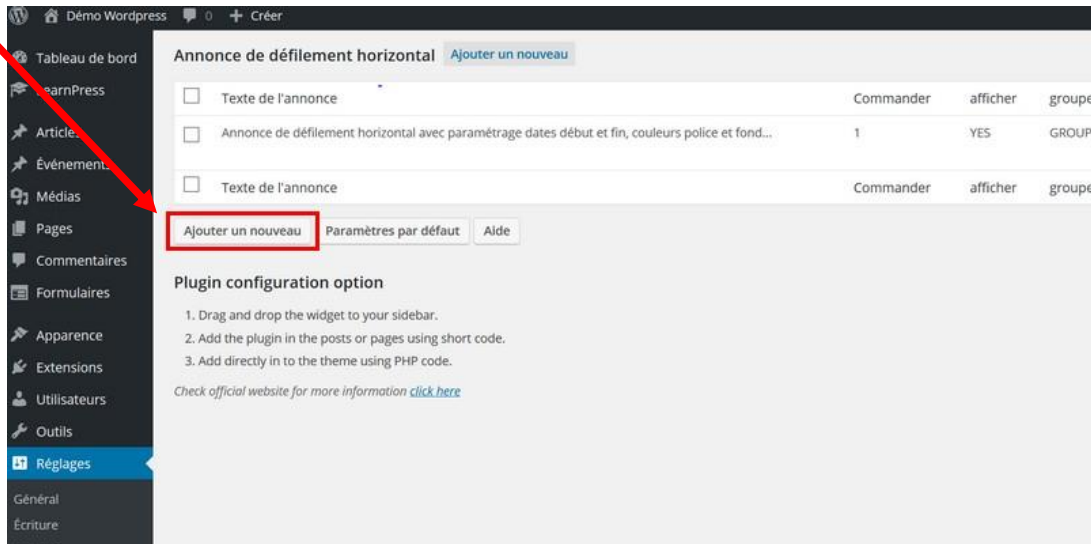 Démo Wordpress 0 + Créer
Tableau de bord
LearnPress
Articles
Événements
Médias
Pages
Commentaires
Formulaires
Apparence
Extensions
Utilisateurs
Outils
Réglages
Général
Écriture
Annonce de défilement horizontal Ajouter un nouveau
Texte de l'annonce Commander afficher groupe
Annonce de défilement horizontal avec paramétrage dates début et fin, couleurs police et fond... 1 YES GROUP
Texte de l'annonce Commander afficher groupe
Ajouter un nouveau Paramètres par défaut Aide
Plugin configuration option
1. Drag and drop the widget to your sidebar.
2. Add the plugin in the posts or pages using short code.
3. Add directly in to the theme using PHP code.
Check official website for more information click here